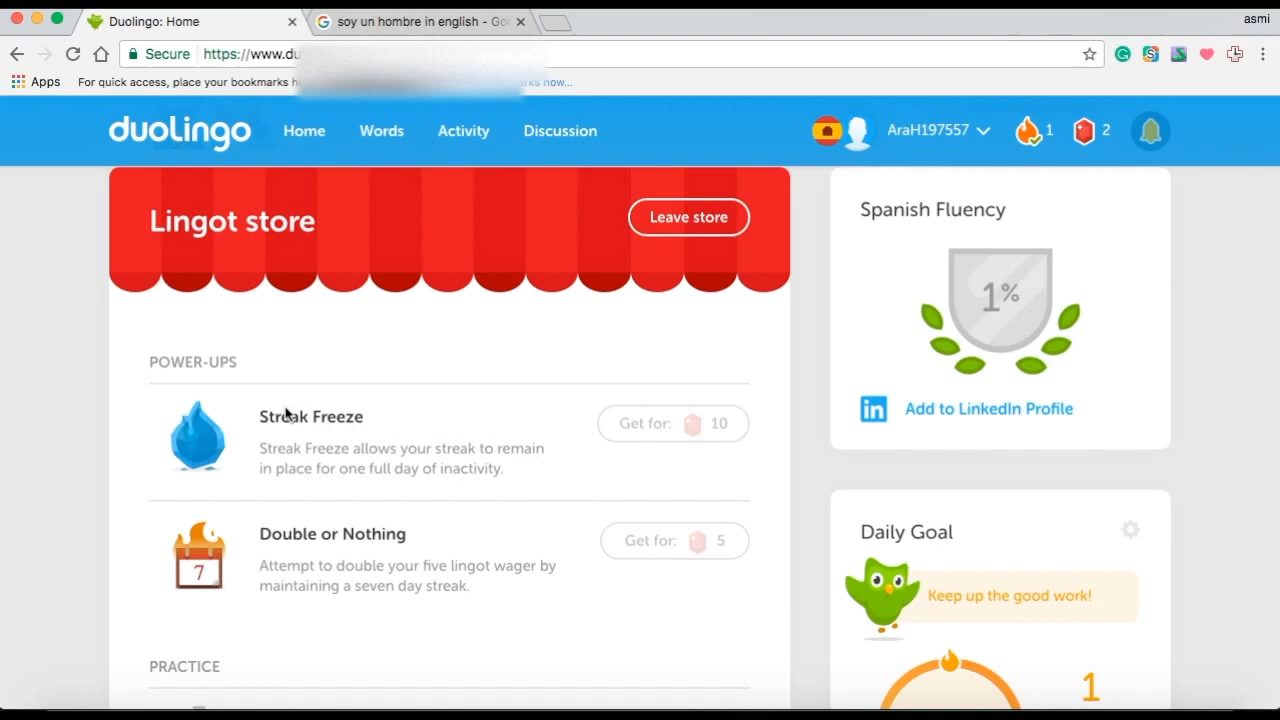 Duolingo: Home
soy un hombre in english - Go
asmi
Secure
https://www.du
Apps
For quick access, place your bookmarks
now...
duolingo
Home
Words
Activity
Discussion
AraH197557
1
2
Lingot store
Leave store
POWER-UPS
Streak Freeze
Streak Freeze allows your streak to remain
in place for one full day of inactivity.
Get for: 10
Double or Nothing
Attempt to double your five lingot wager by
maintaining a seven day streak.
7
Get for: 5
PRACTICE
Spanish Fluency
1%
in
Add to LinkedIn Profile
Daily Goal
Keep up the good work!
1